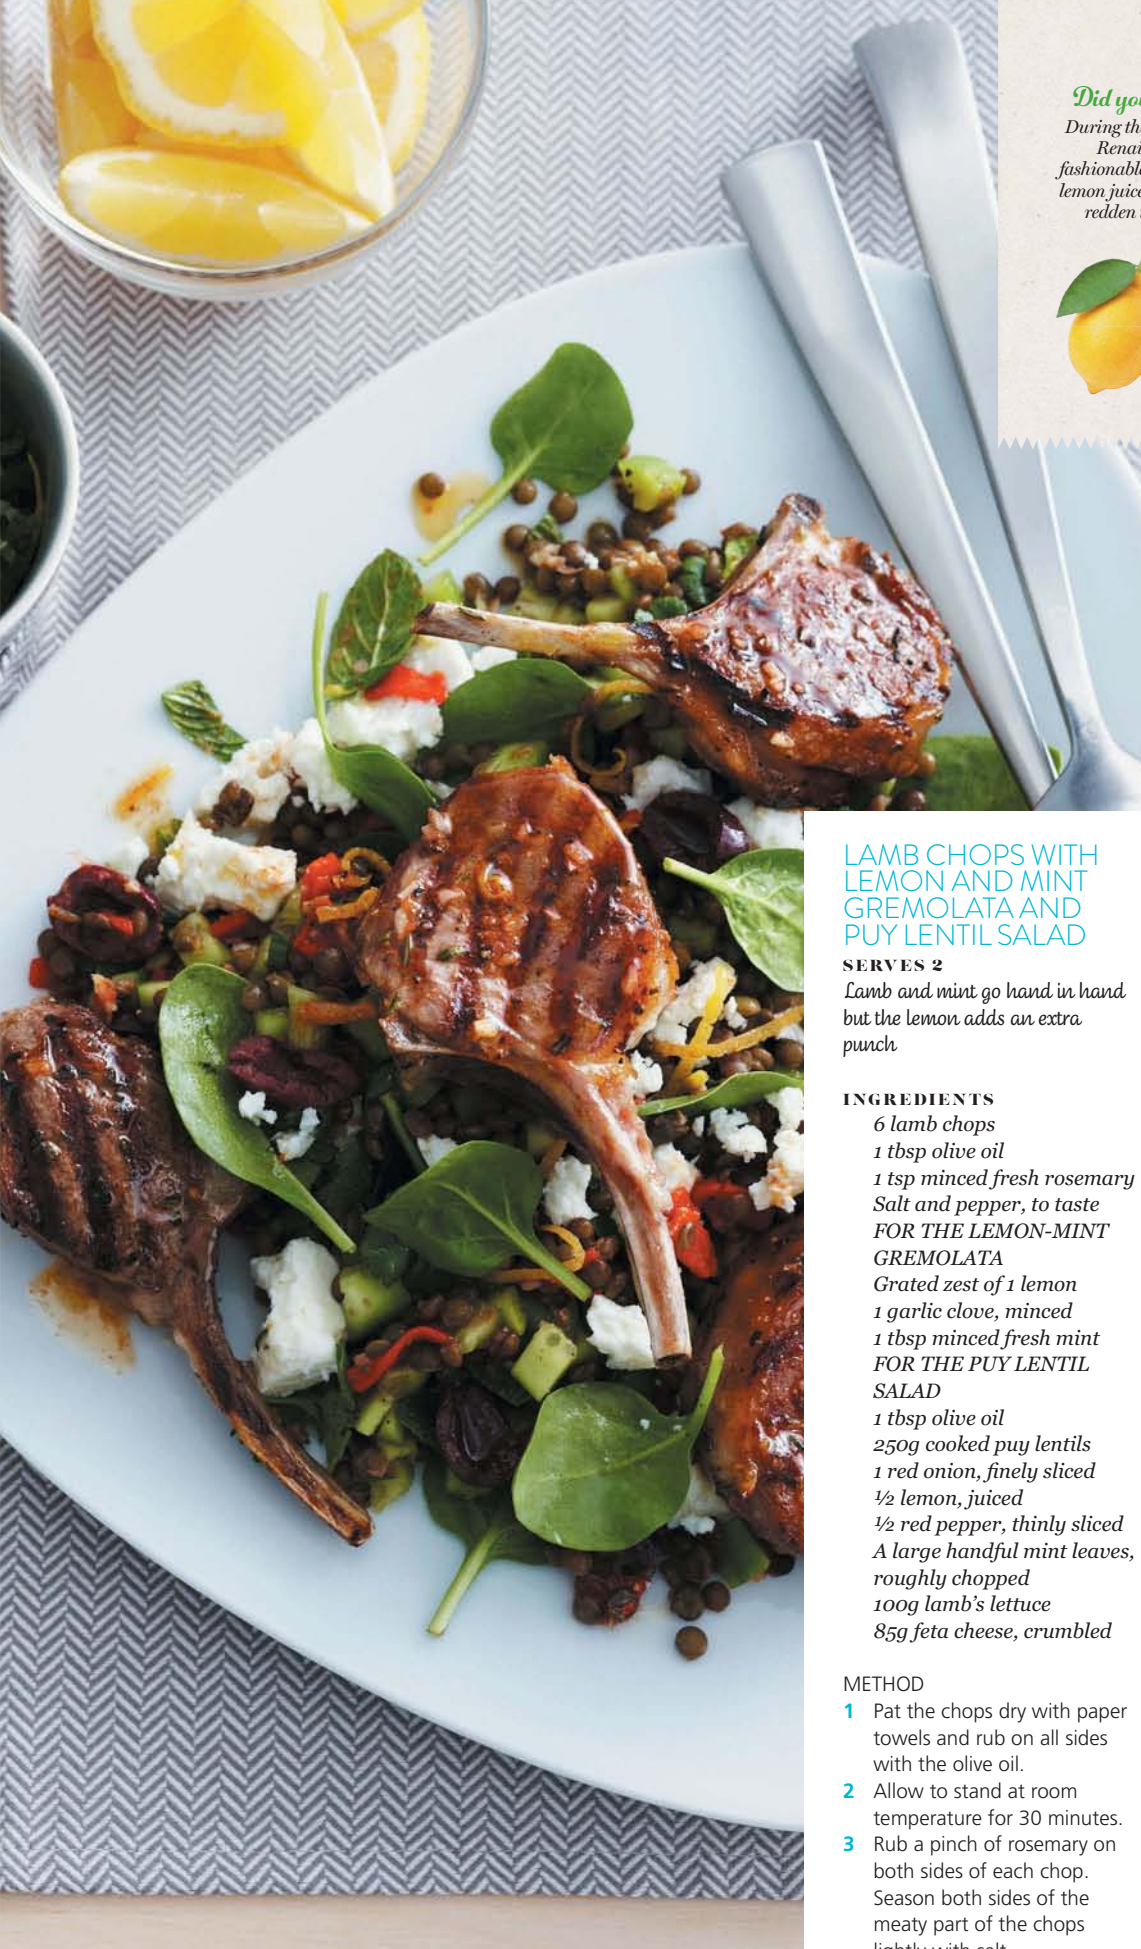 Did
During
fashionable
lemon juice
redden
LAMB CHOPS WITH
LEMON AND MINT
GREMOLATA AND
PUY LENTIL SALAD
SERVES 2
Lamb and mint go hand in hand
but the lemon adds an extra
punch
INGREDIENTS
6 lamb chops
1 tbsp olive oil
1 tsp minced fresh rosemary
Salt and pepper, to taste
FOR THE LEMON-MINT
GREMOLATA
Grated zest of 1 lemon
1 garlic clove, minced
1 tbsp minced fresh mint
FOR THE PUY LENTIL
SALAD
1 tbsp olive oil
250g cooked puy lentils
1 red onion, finely sliced
½ lemon, juiced
½ red pepper, thinly sliced
A large handful mint leaves,
roughly chopped
100g lamb's lettuce
85g feta cheese, crumbled
METHOD
1 Pat the chops dry with paper
towels and rub on all sides
with the olive oil.
2 Allow to stand at room
temperature for 30 minutes.
3 Rub a pinch of rosemary on
both sides of each chop.
Season both sides of the
meaty part of the chops
lightly with salt